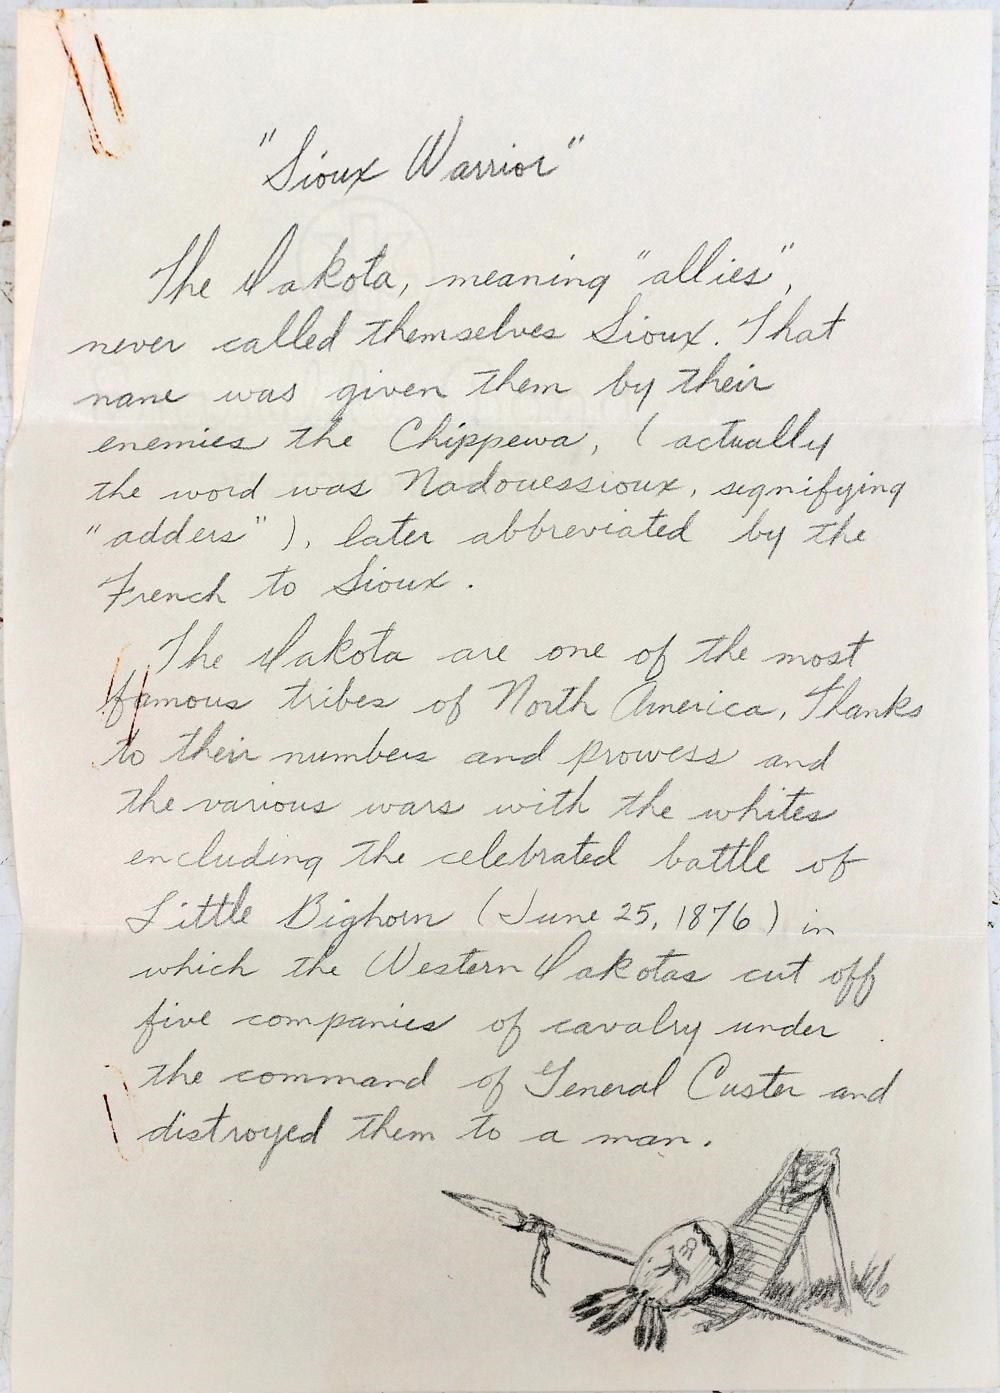 "Sioux Warrior"
The Dakota, meaning "allies",
never called themselves Sioux. That
name was given them by their
enemies the Chippewa, (actually
the word was Nadouessioux, signifying
"adders"), later abbreviated by the
French to Sioux.
The Dakota are one of the most
famous tribes of North America, Thanks
to their numbers and prowess and
the various wars with the whites
encluding the celebrated battle of
Little Bighorn (June 25, 1876) in
which the Western Dakotas cut off
five companies of cavalry under
the command of General Custer and
distroyed them to a man.